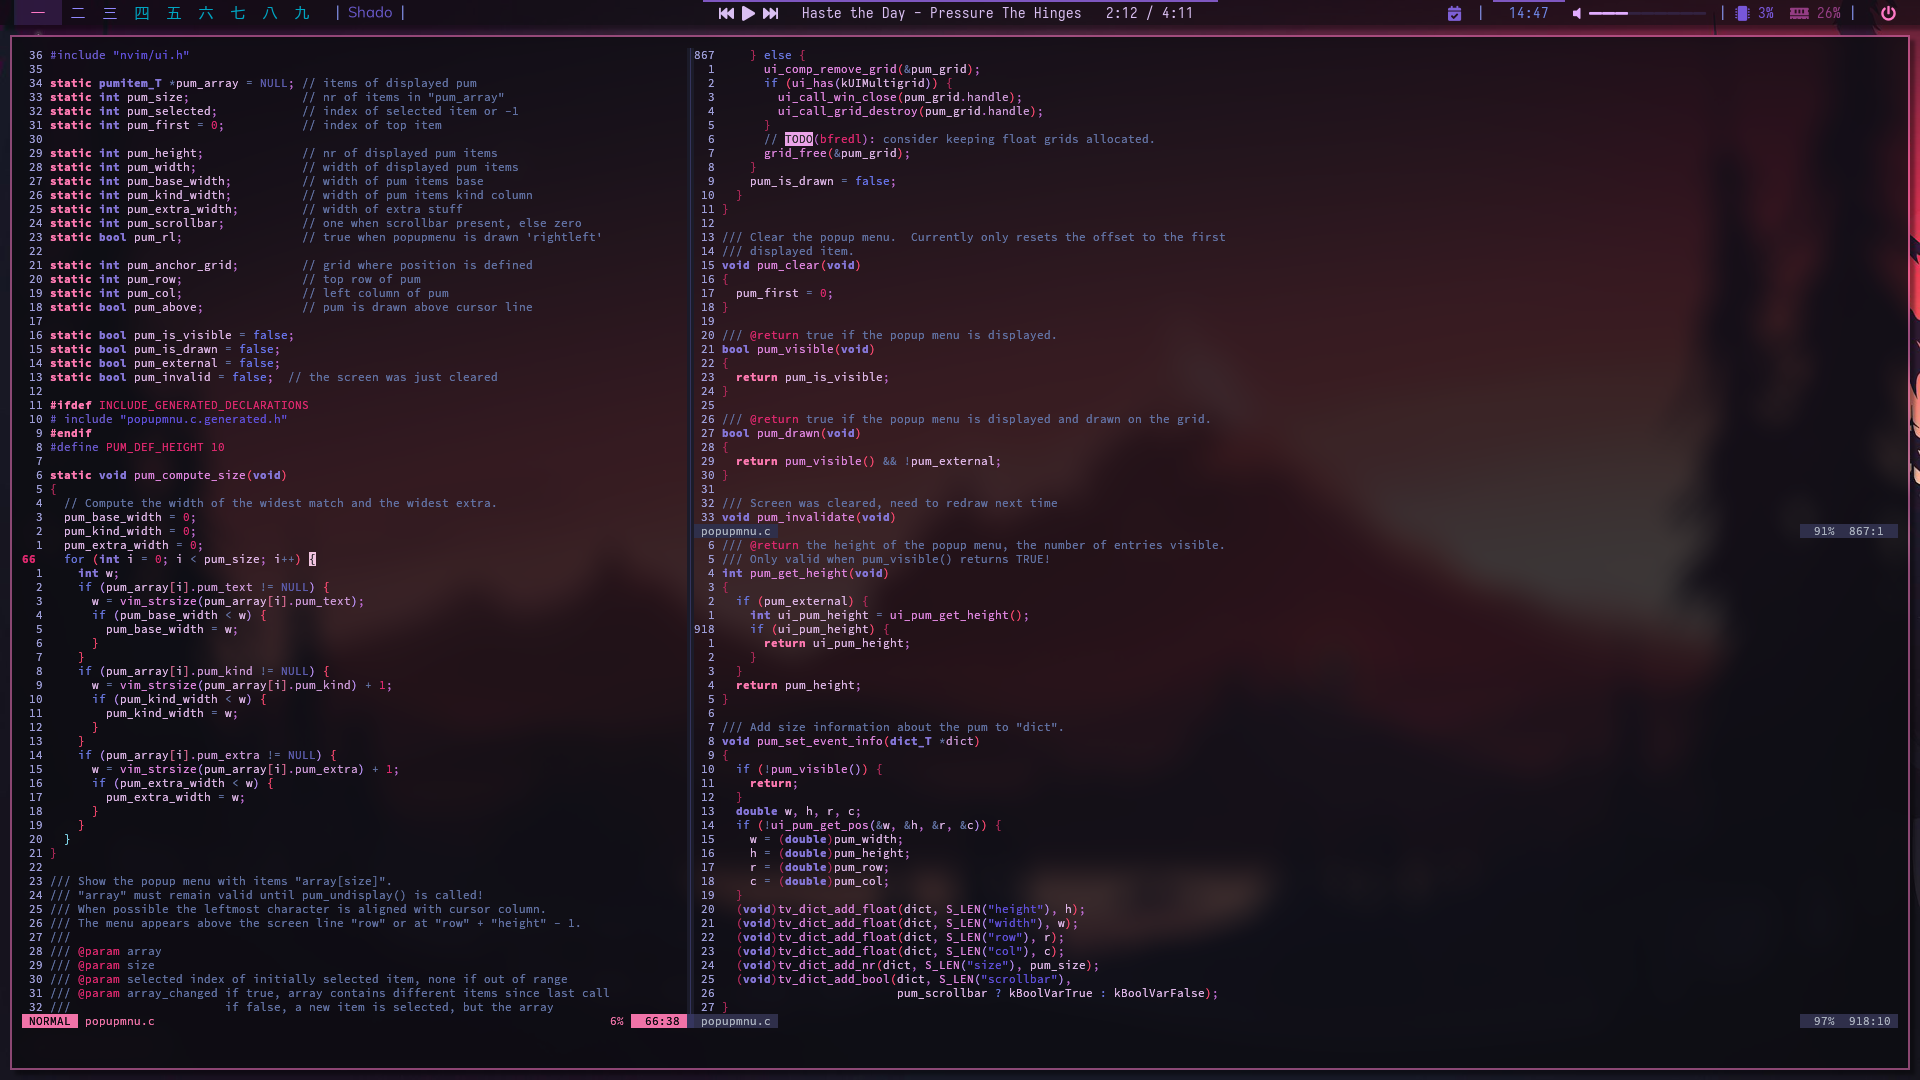 一 二 三 四 五 六 七 八 九 | Shado |
Haste the Day - Pressure The Hinges 2:12 / 4:11
| 14:47 | 3% 26% |
36 #include "nvim/ui.h"
35
34 static pumitem_T *pum_array = NULL; // items of displayed pum
33 static int pum_size; // nr of items in "pum_array"
32 static int pum_selected; // index of selected item or -1
31 static int pum_first = 0; // index of top item
30
29 static int pum_height; // nr of displayed pum items
28 static int pum_width; // width of displayed pum items
27 static int pum_base_width; // width of pum items base
26 static int pum_kind_width; // width of pum items kind column
25 static int pum_extra_width; // width of extra stuff
24 static int pum_scrollbar; // one when scrollbar present, else zero
23 static bool pum_rl; // true when popupmenu is drawn 'rightleft'
22
21 static int pum_anchor_grid; // grid where position is defined
20 static int pum_row; // top row of pum
19 static int pum_col; // left column of pum
18 static bool pum_above; // pum is drawn above cursor line
17
16 static bool pum_is_visible = false;
15 static bool pum_is_drawn = false;
14 static bool pum_external = false;
13 static bool pum_invalid = false; // the screen was just cleared
12
11 #ifdef INCLUDE_GENERATED_DECLARATIONS
10 # include "popupmnu.c.generated.h"
9 #endif
8 #define PUM_DEF_HEIGHT 10
7
6 static void pum_compute_size(void)
5 {
4 // Compute the width of the widest match and the widest extra.
3 pum_base_width = 0;
2 pum_kind_width = 0;
1 pum_extra_width = 0;
66 for (int i = 0; i < pum_size; i++) {
1 int w;
2 if (pum_array[i].pum_text != NULL) {
3 w = vim_strsize(pum_array[i].pum_text);
4 if (pum_base_width < w) {
5 pum_base_width = w;
6 }
7 }
8 if (pum_array[i].pum_kind != NULL) {
9 w = vim_strsize(pum_array[i].pum_kind) + 1;
10 if (pum_kind_width < w) {
11 pum_kind_width = w;
12 }
13 }
14 if (pum_array[i].pum_extra != NULL) {
15 w = vim_strsize(pum_array[i].pum_extra) + 1;
16 if (pum_extra_width < w) {
17 pum_extra_width = w;
18 }
19 }
20 }
21 }
22
23 /// Show the popup menu with items "array[size]".
24 /// "array" must remain valid until pum_undisplay() is called!
25 /// When possible the leftmost character is aligned with cursor column.
26 /// The menu appears above the screen line "row" or at "row" + "height" - 1.
27 ///
28 /// @param array
29 /// @param size
30 /// @param selected index of initially selected item, none if out of range
31 /// @param array_changed if true, array contains different items since last call
32 /// if false, a new item is selected, but the array
NORMAL popupmnu.c 6% 66:38
867 } else {
1 ui_comp_remove_grid(&pum_grid);
2 if (ui_has(kUIMultigrid)) {
3 ui_call_win_close(pum_grid.handle);
4 ui_call_grid_destroy(pum_grid.handle);
5 }
6 // TODO(bfredl): consider keeping float grids allocated.
7 grid_free(&pum_grid);
8 }
9 pum_is_drawn = false;
10 }
11 }
12
13 /// Clear the popup menu.  Currently only resets the offset to the first
14 /// displayed item.
15 void pum_clear(void)
16 {
17 pum_first = 0;
18 }
19
20 /// @return true if the popup menu is displayed.
21 bool pum_visible(void)
22 {
23 return pum_is_visible;
24 }
25
26 /// @return true if the popup menu is displayed and drawn on the grid.
27 bool pum_drawn(void)
28 {
29 return pum_visible() && !pum_external;
30 }
31
32 /// Screen was cleared, need to redraw next time
33 void pum_invalidate(void)
popupmnu.c 91% 867:1
6 /// @return the height of the popup menu, the number of entries visible.
5 /// Only valid when pum_visible() returns TRUE!
4 int pum_get_height(void)
3 {
2 if (pum_external) {
1 int ui_pum_height = ui_pum_get_height();
918 if (ui_pum_height) {
1 return ui_pum_height;
2 }
3 }
4 return pum_height;
5 }
6
7 /// Add size information about the pum to "dict".
8 void pum_set_event_info(dict_T *dict)
9 {
10 if (!pum_visible()) {
11 return;
12 }
13 double w, h, r, c;
14 if (!ui_pum_get_pos(&w, &h, &r, &c)) {
15 w = (double)pum_width;
16 h = (double)pum_height;
17 r = (double)pum_row;
18 c = (double)pum_col;
19 }
20 (void)tv_dict_add_float(dict, S_LEN("height"), h);
21 (void)tv_dict_add_float(dict, S_LEN("width"), w);
22 (void)tv_dict_add_float(dict, S_LEN("row"), r);
23 (void)tv_dict_add_float(dict, S_LEN("col"), c);
24 (void)tv_dict_add_nr(dict, S_LEN("size"), pum_size);
25 (void)tv_dict_add_bool(dict, S_LEN("scrollbar"),
26 pum_scrollbar ? kBoolVarTrue : kBoolVarFalse);
27 }
popupmnu.c 97% 918:10